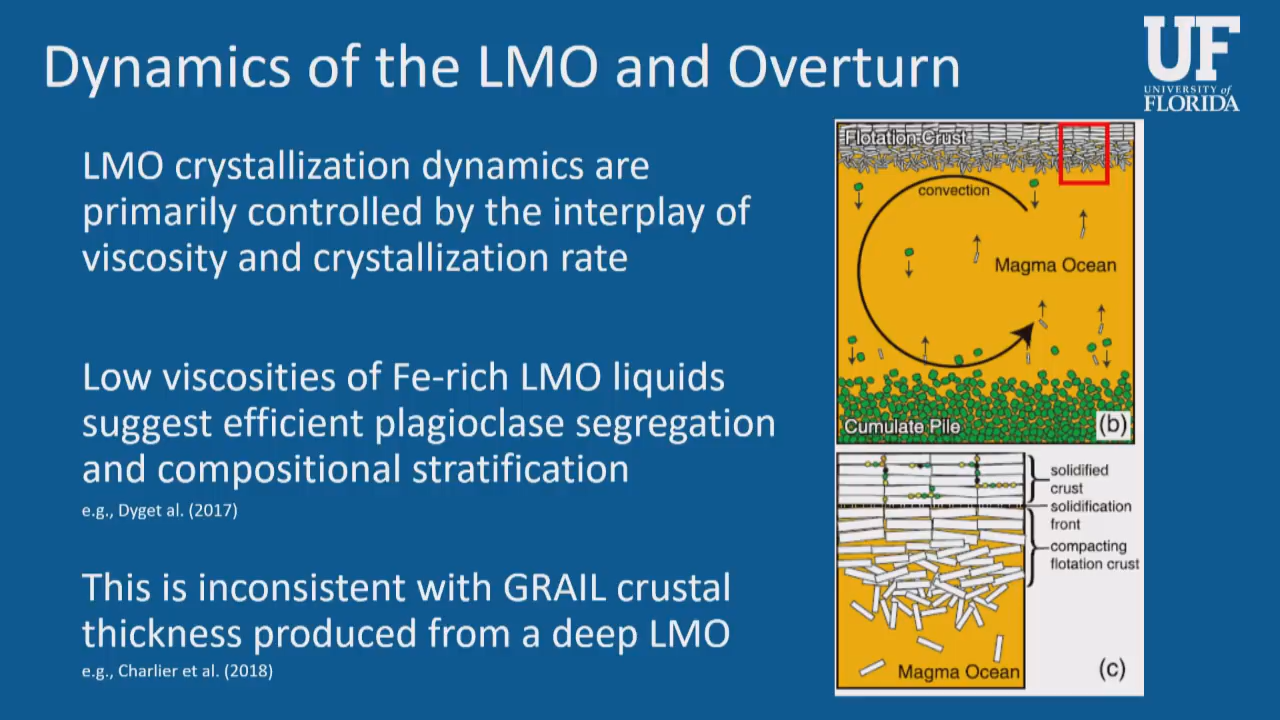 Dynamics of the LMO and Overturn
UF
UNIVERSITY of
FLORIDA
LMO crystallization dynamics are
primarily controlled by the interplay of
viscosity and crystallization rate
Low viscosities of Fe-rich LMO liquids
suggest efficient plagioclase segregation
and compositional stratification
e.g., Dyget al. (2017)
This is inconsistent with GRAIL crustal
thickness produced from a deep LMO
e.g., Charlier et al. (2018)
Flotation Crust
convection
Magma Ocean
Cumulate Pile
(b)
solidified
crust
solidification
front
compacting
flotation crust
Magma Ocean
(c)